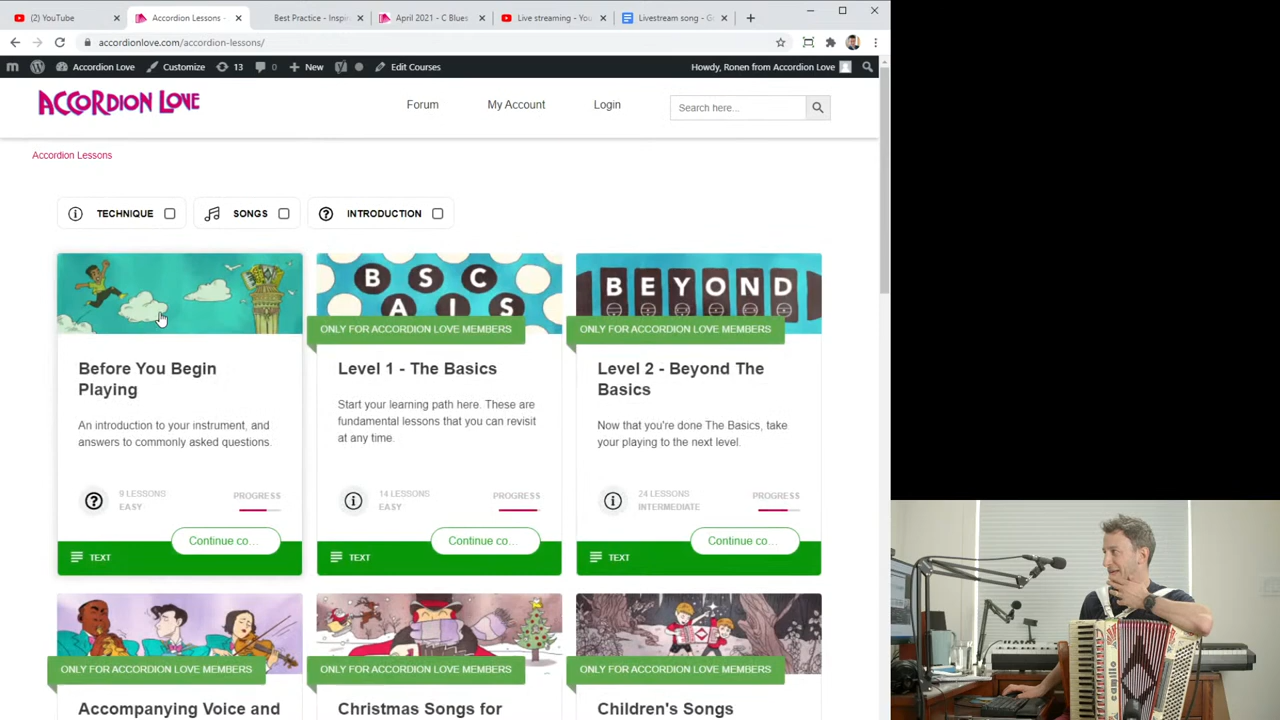 (2) YouTube
Accordion Lessons -
Best Practice - Inspi
April 2021 - C Blues
Live streaming - You
Livestream song - G
accordionlove.com/accordion-lessons/
Accordion Love
Customize
13
0
New
Edit Courses
Howdy, Ronen from Accordion Love
ACCORDION LOVE
Forum
My Account
Login
Search here...
Accordion Lessons
TECHNIQUE
SONGS
INTRODUCTION
BSC
AIS
BEYOND
ONLY FOR ACCORDION LOVE MEMBERS
ONLY FOR ACCORDION LOVE MEMBERS
Before You Begin
Playing
An introduction to your instrument, and
answers to commonly asked questions.
9 LESSONS
EASY
PROGRESS
Continue co...
TEXT
Level 1 - The Basics
Start your learning path here. These are
fundamental lessons that you can revisit
at any time.
14 LESSONS
EASY
PROGRESS
Continue co...
TEXT
Level 2 - Beyond The
Basics
Now that you're done The Basics, take
your playing to the next level.
24 LESSONS
INTERMEDIATE
PROGRESS
Continue co...
TEXT
ONLY FOR ACCORDION LOVE MEMBERS
ONLY FOR ACCORDION LOVE MEMBERS
ONLY FOR ACCORDION LOVE MEMBERS
Accompanying Voice and
Christmas Songs for
Children's Songs
camillo